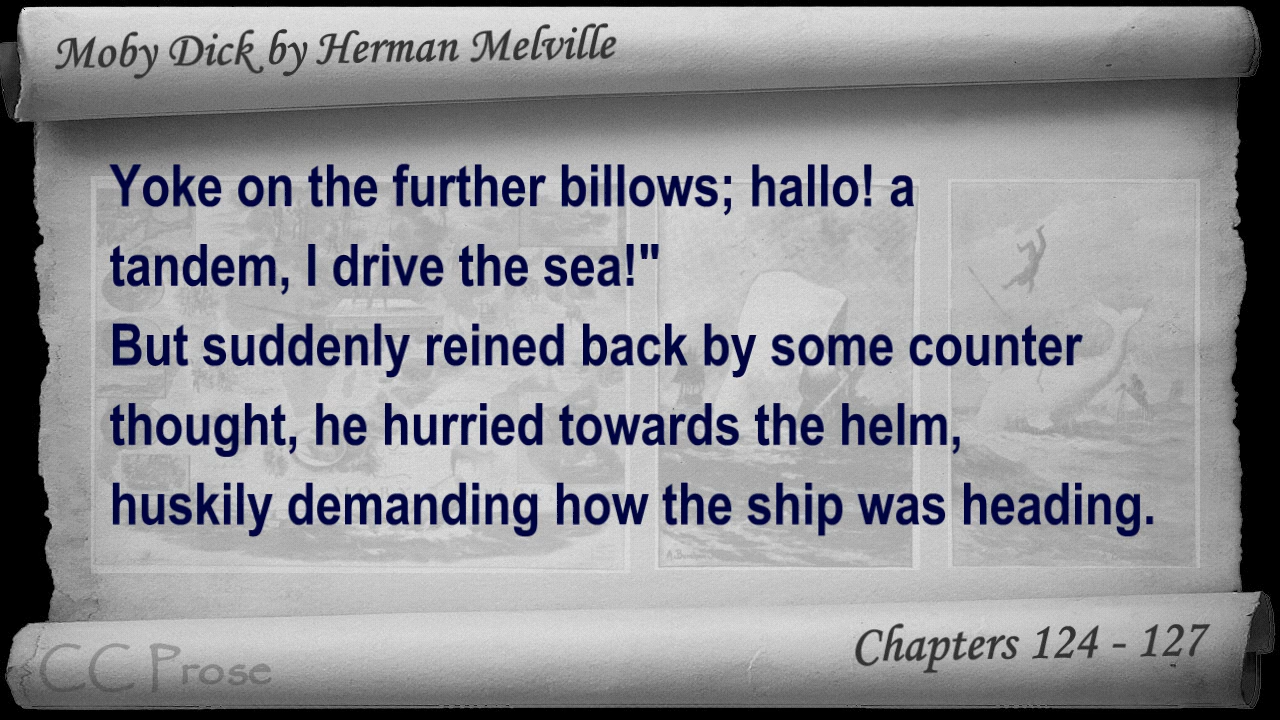 Moby Dick by Herman Melville
Yoke on the further billows; hallo! a
tandem, I drive the sea!"
But suddenly reined back by some counter
thought, he hurried towards the helm,
huskily demanding how the ship was heading.
Chapters 124 - 127
CC Prose